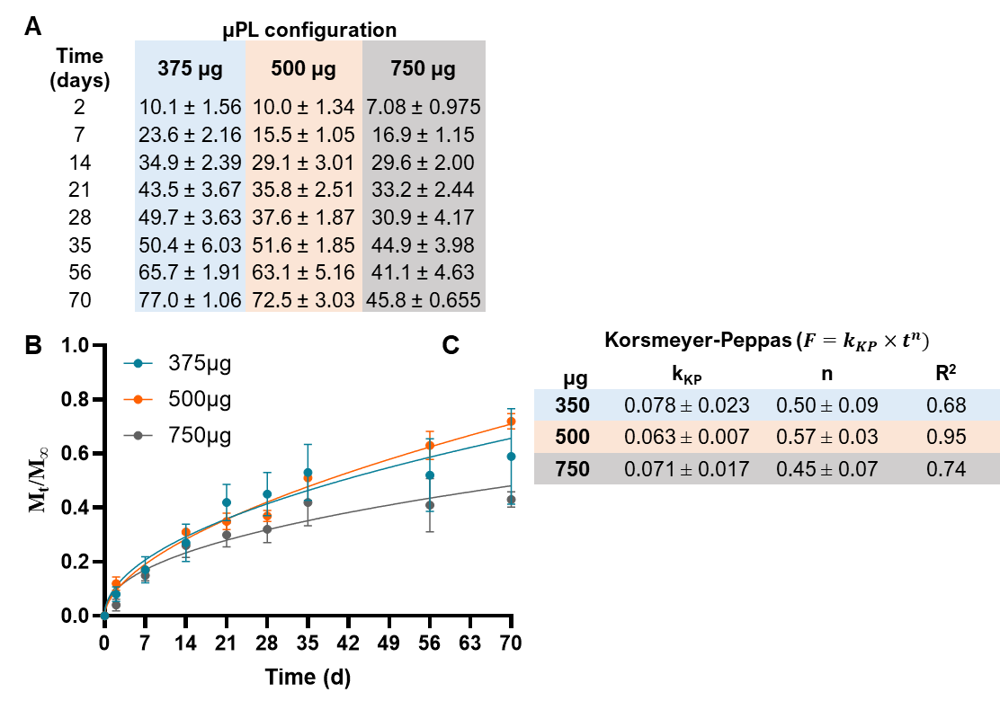 A
µPL configuration
Time (days) 375 µg 500 µg 750 µg
2 10.1 ± 1.56 10.0 ± 1.34 7.08 ± 0.975
7 23.6 ± 2.16 15.5 ± 1.05 16.9 ± 1.15
14 34.9 ± 2.39 29.1 ± 3.01 29.6 ± 2.00
21 43.5 ± 3.67 35.8 ± 2.51 33.2 ± 2.44
28 49.7 ± 3.63 37.6 ± 1.87 30.9 ± 4.17
35 50.4 ± 6.03 51.6 ± 1.85 44.9 ± 3.98
56 65.7 ± 1.91 63.1 ± 5.16 41.1 ± 4.63
70 77.0 ± 1.06 72.5 ± 3.03 45.8 ± 0.655
B
375µg
500µg
750µg
Mt/M∞
1.0
0.8
0.6
0.4
0.2
0.0
0 7 14 21 28 35 42 49 56 63 70
Time (d)
C
Korsmeyer-Peppas (F = kKP × tⁿ)
µg kKP n R²
350 0.078 ± 0.023 0.50 ± 0.09 0.68
500 0.063 ± 0.007 0.57 ± 0.03 0.95
750 0.071 ± 0.017 0.45 ± 0.07 0.74